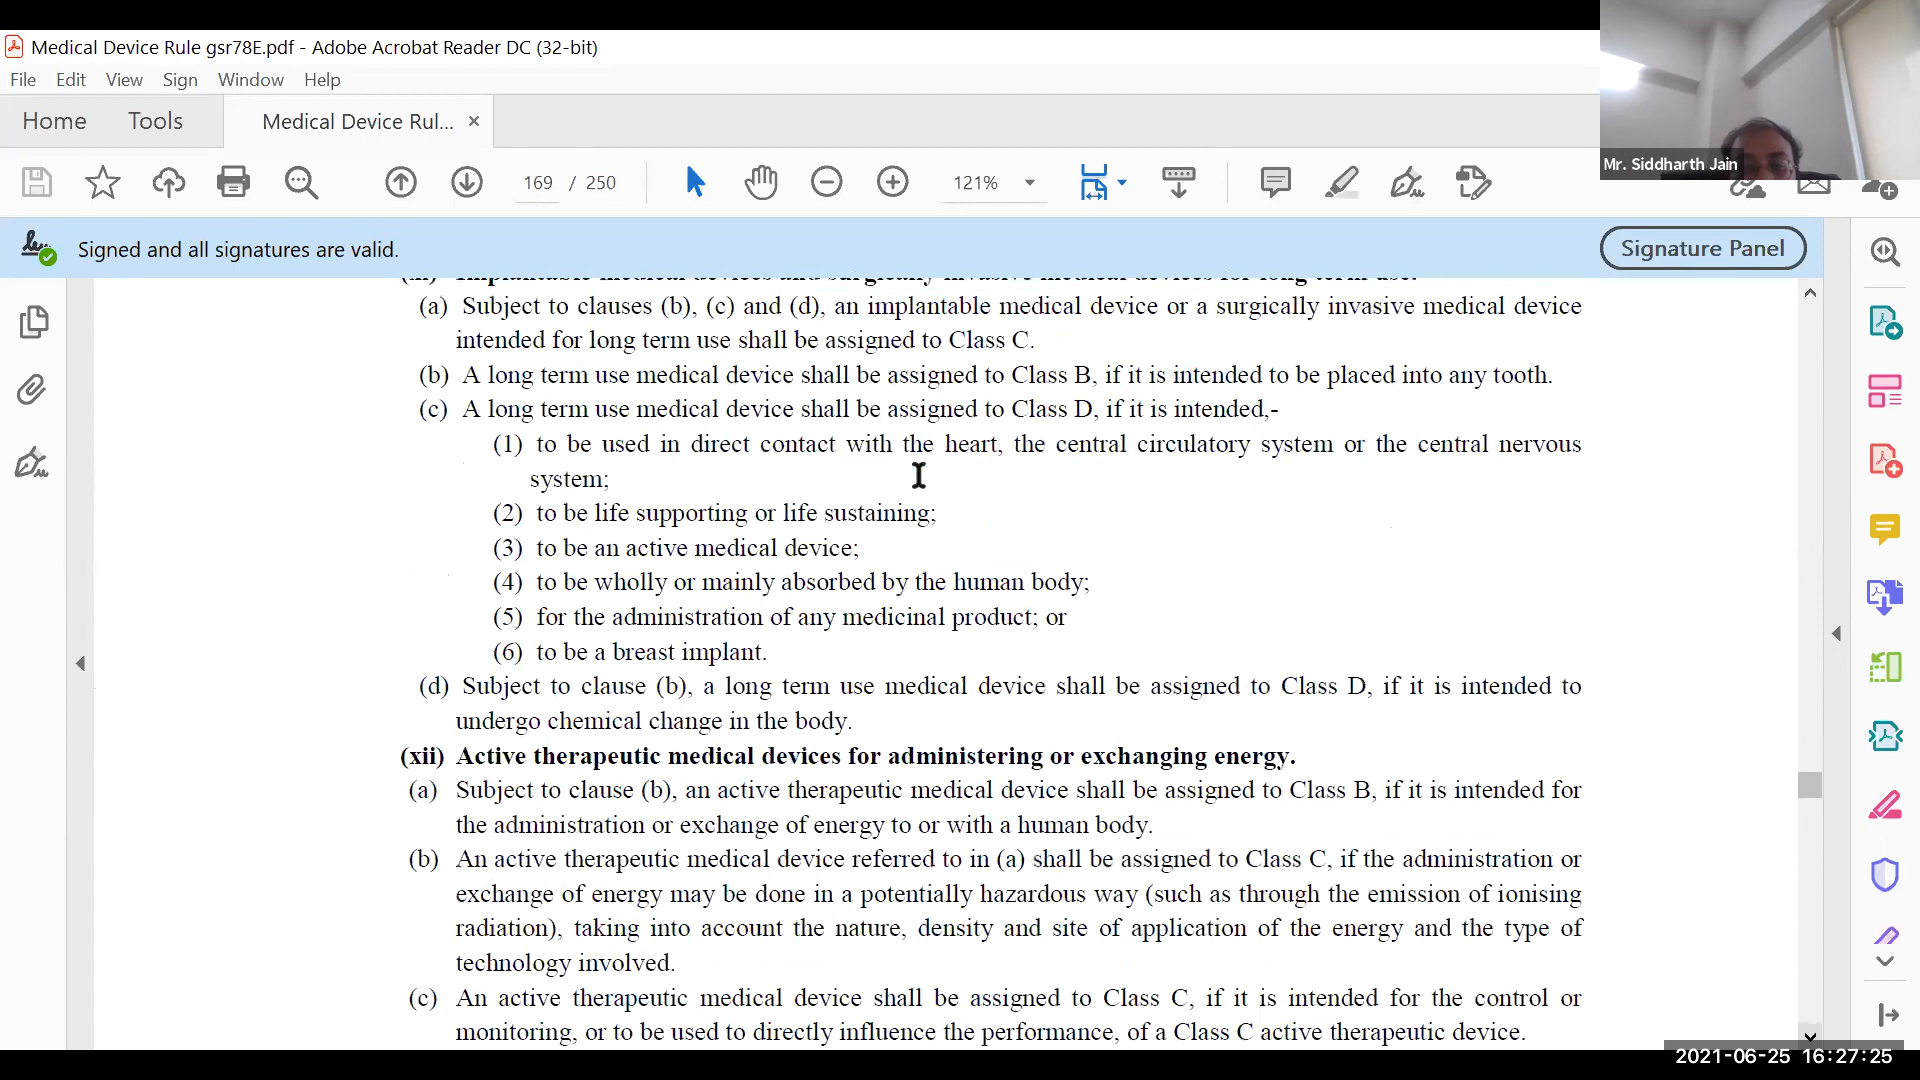 Medical Device Rule gsr78E.pdf - Adobe Acrobat Reader DC (32-bit)
File Edit View Sign Window Help
Home Tools Medical Device Rul... ×
169 / 250 121%
Mr. Siddharth Jain
Signed and all signatures are valid. Signature Panel
Implantable medical devices and surgically invasive medical devices for long term use.
(a) Subject to clauses (b), (c) and (d), an implantable medical device or a surgically invasive medical device
intended for long term use shall be assigned to Class C.
(b) A long term use medical device shall be assigned to Class B, if it is intended to be placed into any tooth.
(c) A long term use medical device shall be assigned to Class D, if it is intended,-
(1) to be used in direct contact with the heart, the central circulatory system or the central nervous
system;
(2) to be life supporting or life sustaining;
(3) to be an active medical device;
(4) to be wholly or mainly absorbed by the human body;
(5) for the administration of any medicinal product; or
(6) to be a breast implant.
(d) Subject to clause (b), a long term use medical device shall be assigned to Class D, if it is intended to
undergo chemical change in the body.
(xii) Active therapeutic medical devices for administering or exchanging energy.
(a) Subject to clause (b), an active therapeutic medical device shall be assigned to Class B, if it is intended for
the administration or exchange of energy to or with a human body.
(b) An active therapeutic medical device referred to in (a) shall be assigned to Class C, if the administration or
exchange of energy may be done in a potentially hazardous way (such as through the emission of ionising
radiation), taking into account the nature, density and site of application of the energy and the type of
technology involved.
(c) An active therapeutic medical device shall be assigned to Class C, if it is intended for the control or
monitoring, or to be used to directly influence the performance, of a Class C active therapeutic device.
2021-06-25 16:27:25